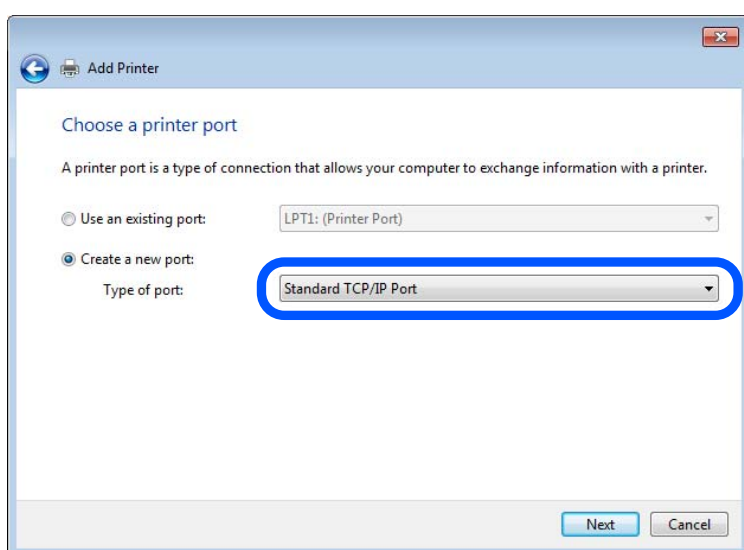 Add Printer
Choose a printer port
A printer port is a type of connection that allows your computer to exchange information with a printer.
Use an existing port: LPT1: (Printer Port)
Create a new port:
Type of port: Standard TCP/IP Port
Next Cancel